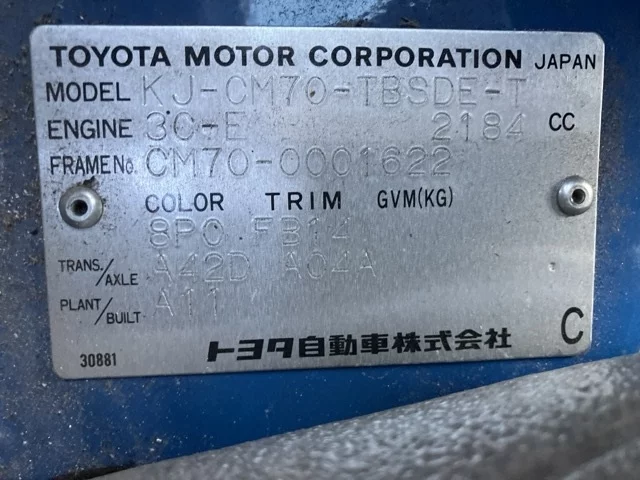 TOYOTA MOTOR CORPORATION JAPAN
MODEL KJ-CM70-TBSDE-T
ENGINE 3C-E 2184 CC
FRAME No. CM70-0001622
COLOR TRIM GVM(KG)
8P0 FB14
TRANS./AXLE A42D A04A
PLANT/BUILT A11
30881 トヨタ自動車株式会社 C